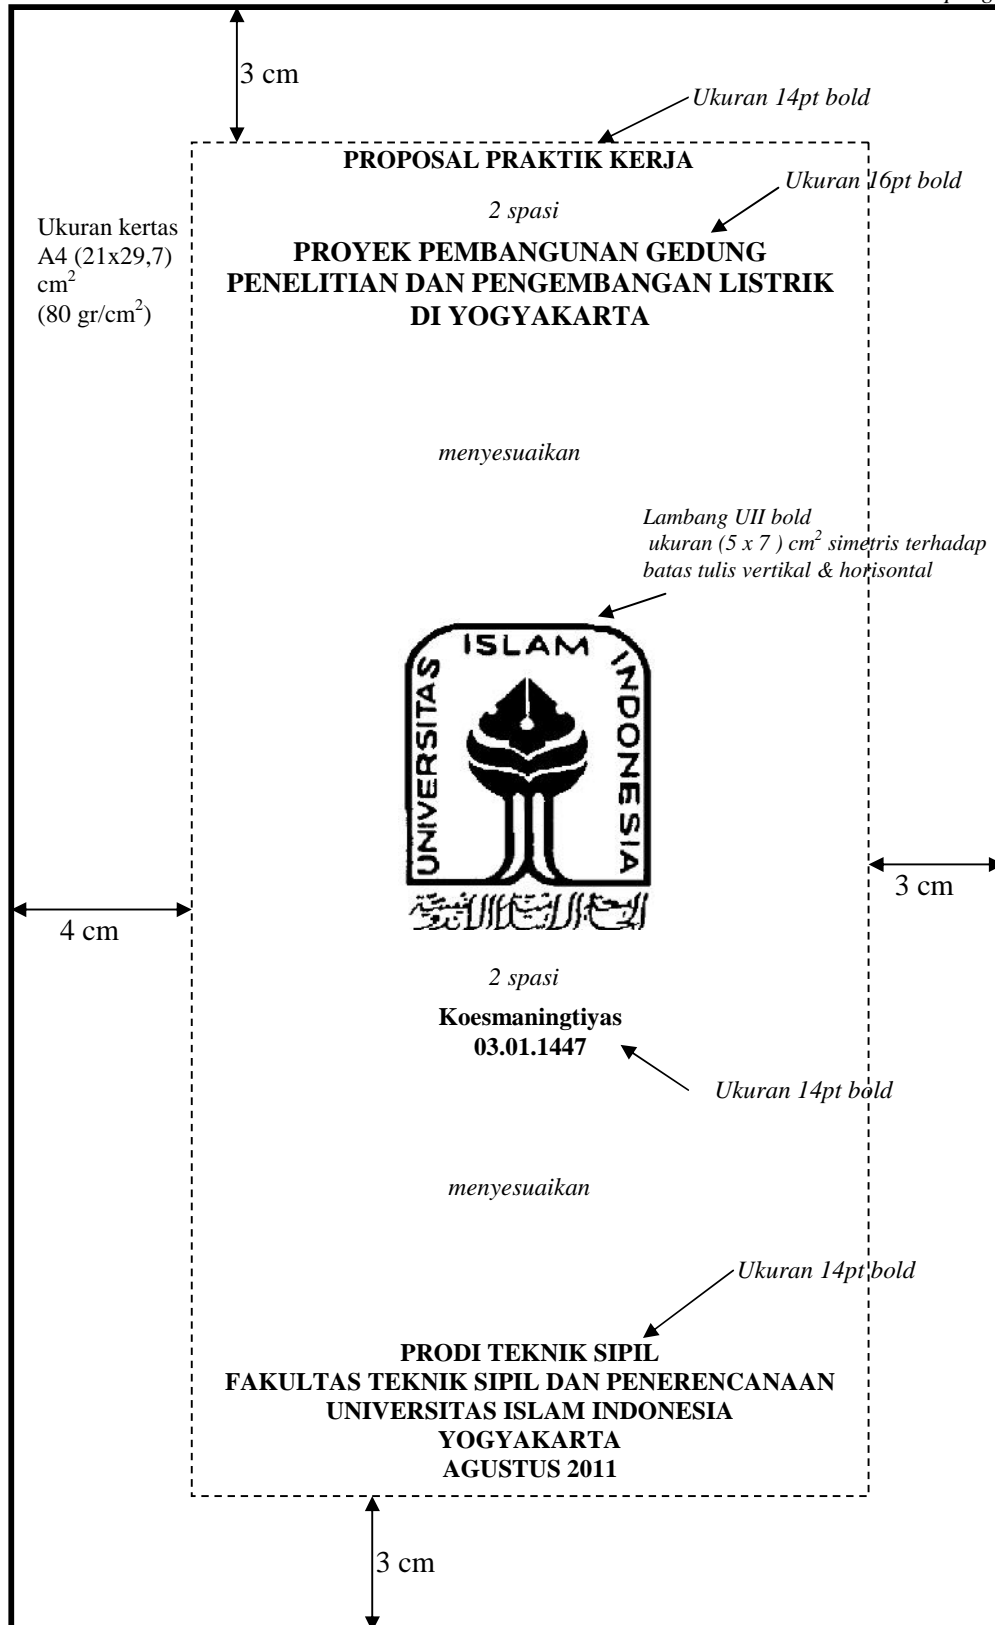 3 cm
Ukuran 14pt bold
PROPOSAL PRAKTIK KERJA
Ukuran 16pt bold
2 spasi
Ukuran kertas
A4 (21x29,7)
cm²
(80 gr/cm²)
PROYEK PEMBANGUNAN GEDUNG
PENELITIAN DAN PENGEMBANGAN LISTRIK
DI YOGYAKARTA
menyesuaikan
Lambang UII bold
ukuran (5 x 7 ) cm² simetris terhadap
batas tulis vertikal & horisontal
UNIVERSITAS ISLAM INDONESIA
3 cm
4 cm
2 spasi
Koesmaningtiyas
03.01.1447
Ukuran 14pt bold
menyesuaikan
Ukuran 14pt bold
PRODI TEKNIK SIPIL
FAKULTAS TEKNIK SIPIL DAN PENERENCANAAN
UNIVERSITAS ISLAM INDONESIA
YOGYAKARTA
AGUSTUS 2011
3 cm